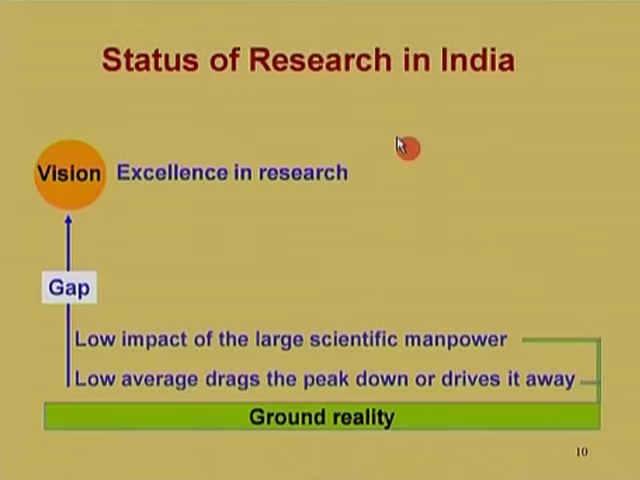 Status of Research in India
Vision
Excellence in research
Gap
Low impact of the large scientific manpower
Low average drags the peak down or drives it away
Ground reality
10